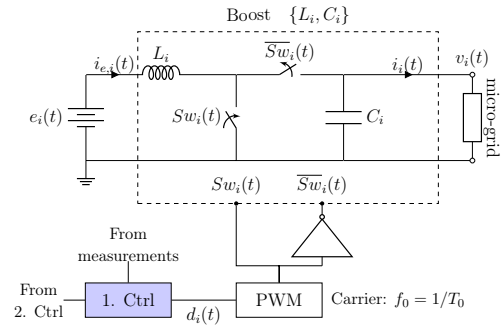 Boost {L_i, C_i}
L_i
\overline{Sw}_i(t)
i_{e,i}(t)
i_i(t)
v_i(t)
e_i(t)
Sw_i(t)
C_i
micro-grid
Sw_i(t)
\overline{Sw}_i(t)
From
measurements
From
2. Ctrl
1. Ctrl
d_i(t)
PWM
Carrier: f_0 = 1/T_0